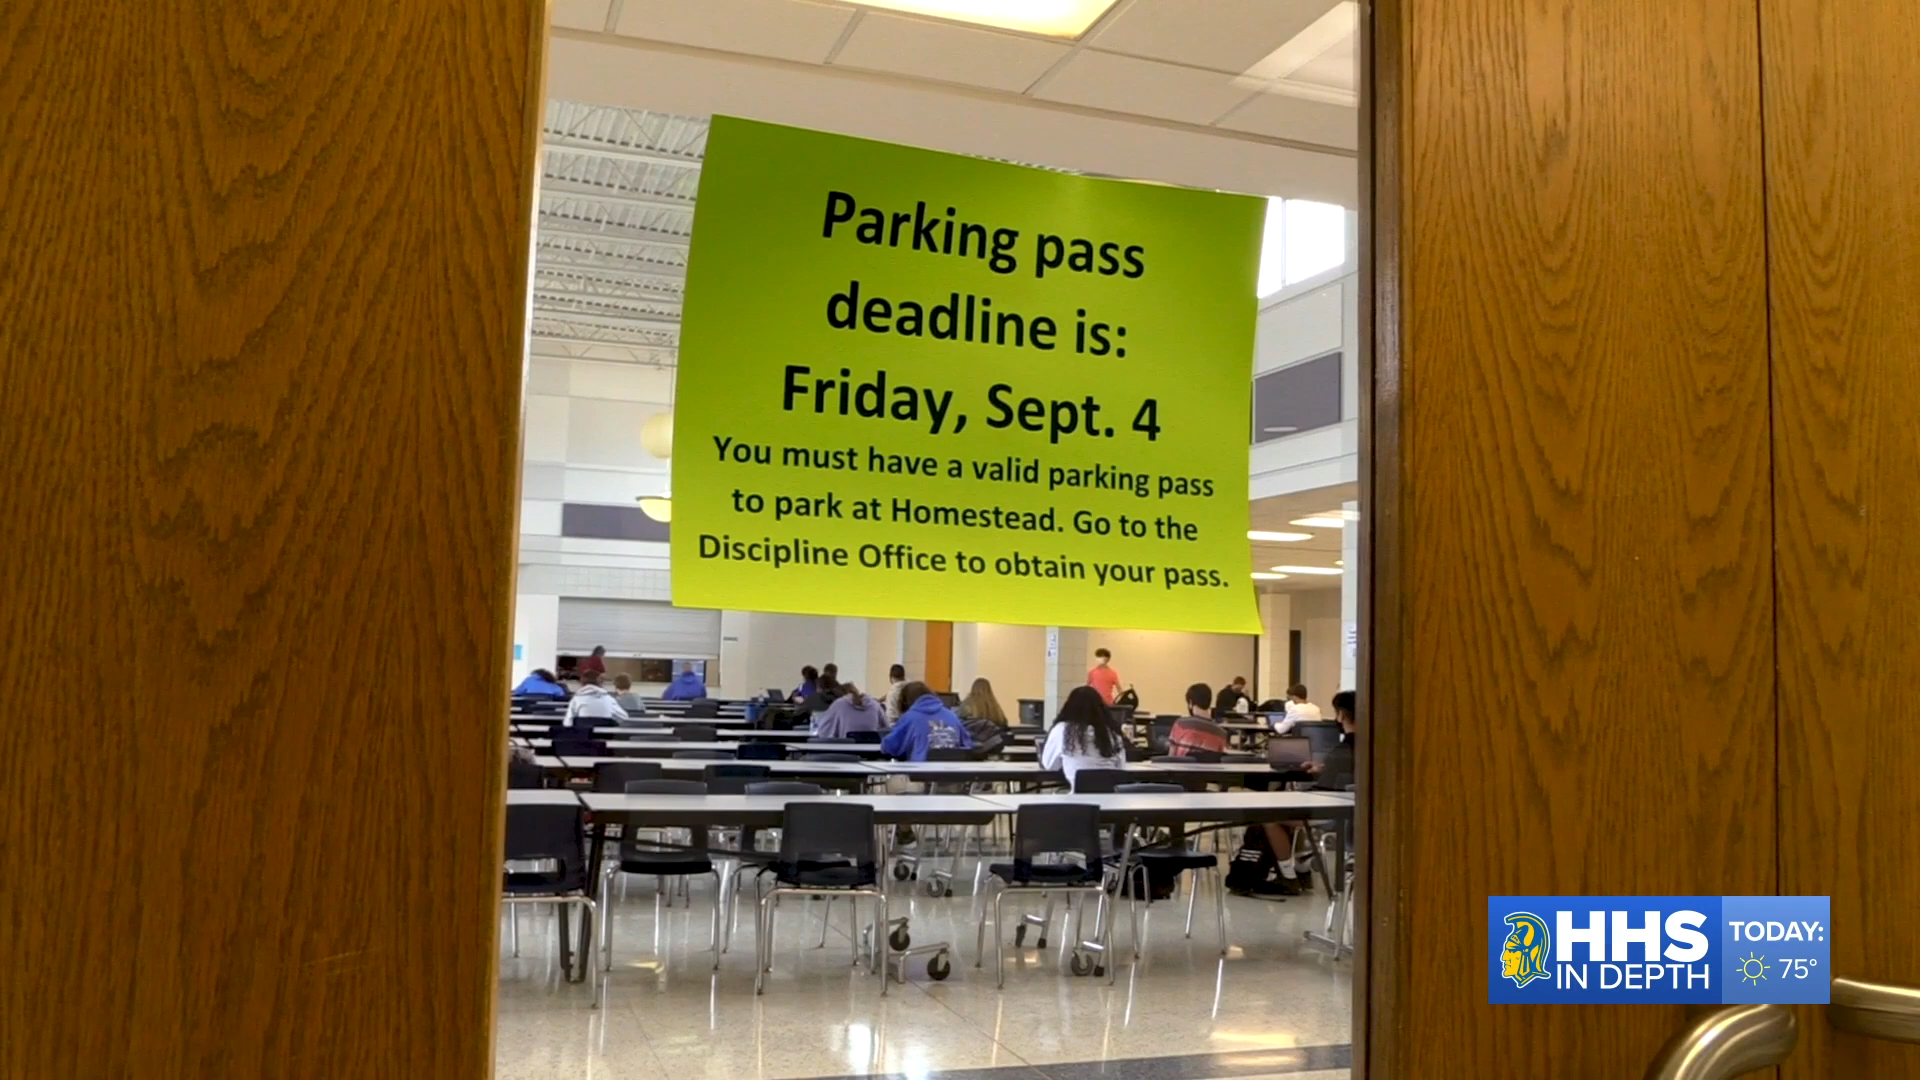 Parking pass
deadline is:
Friday, Sept. 4
You must have a valid parking pass
to park at Homestead. Go to the
Discipline Office to obtain your pass.
HHS
IN DEPTH
TODAY:
75°